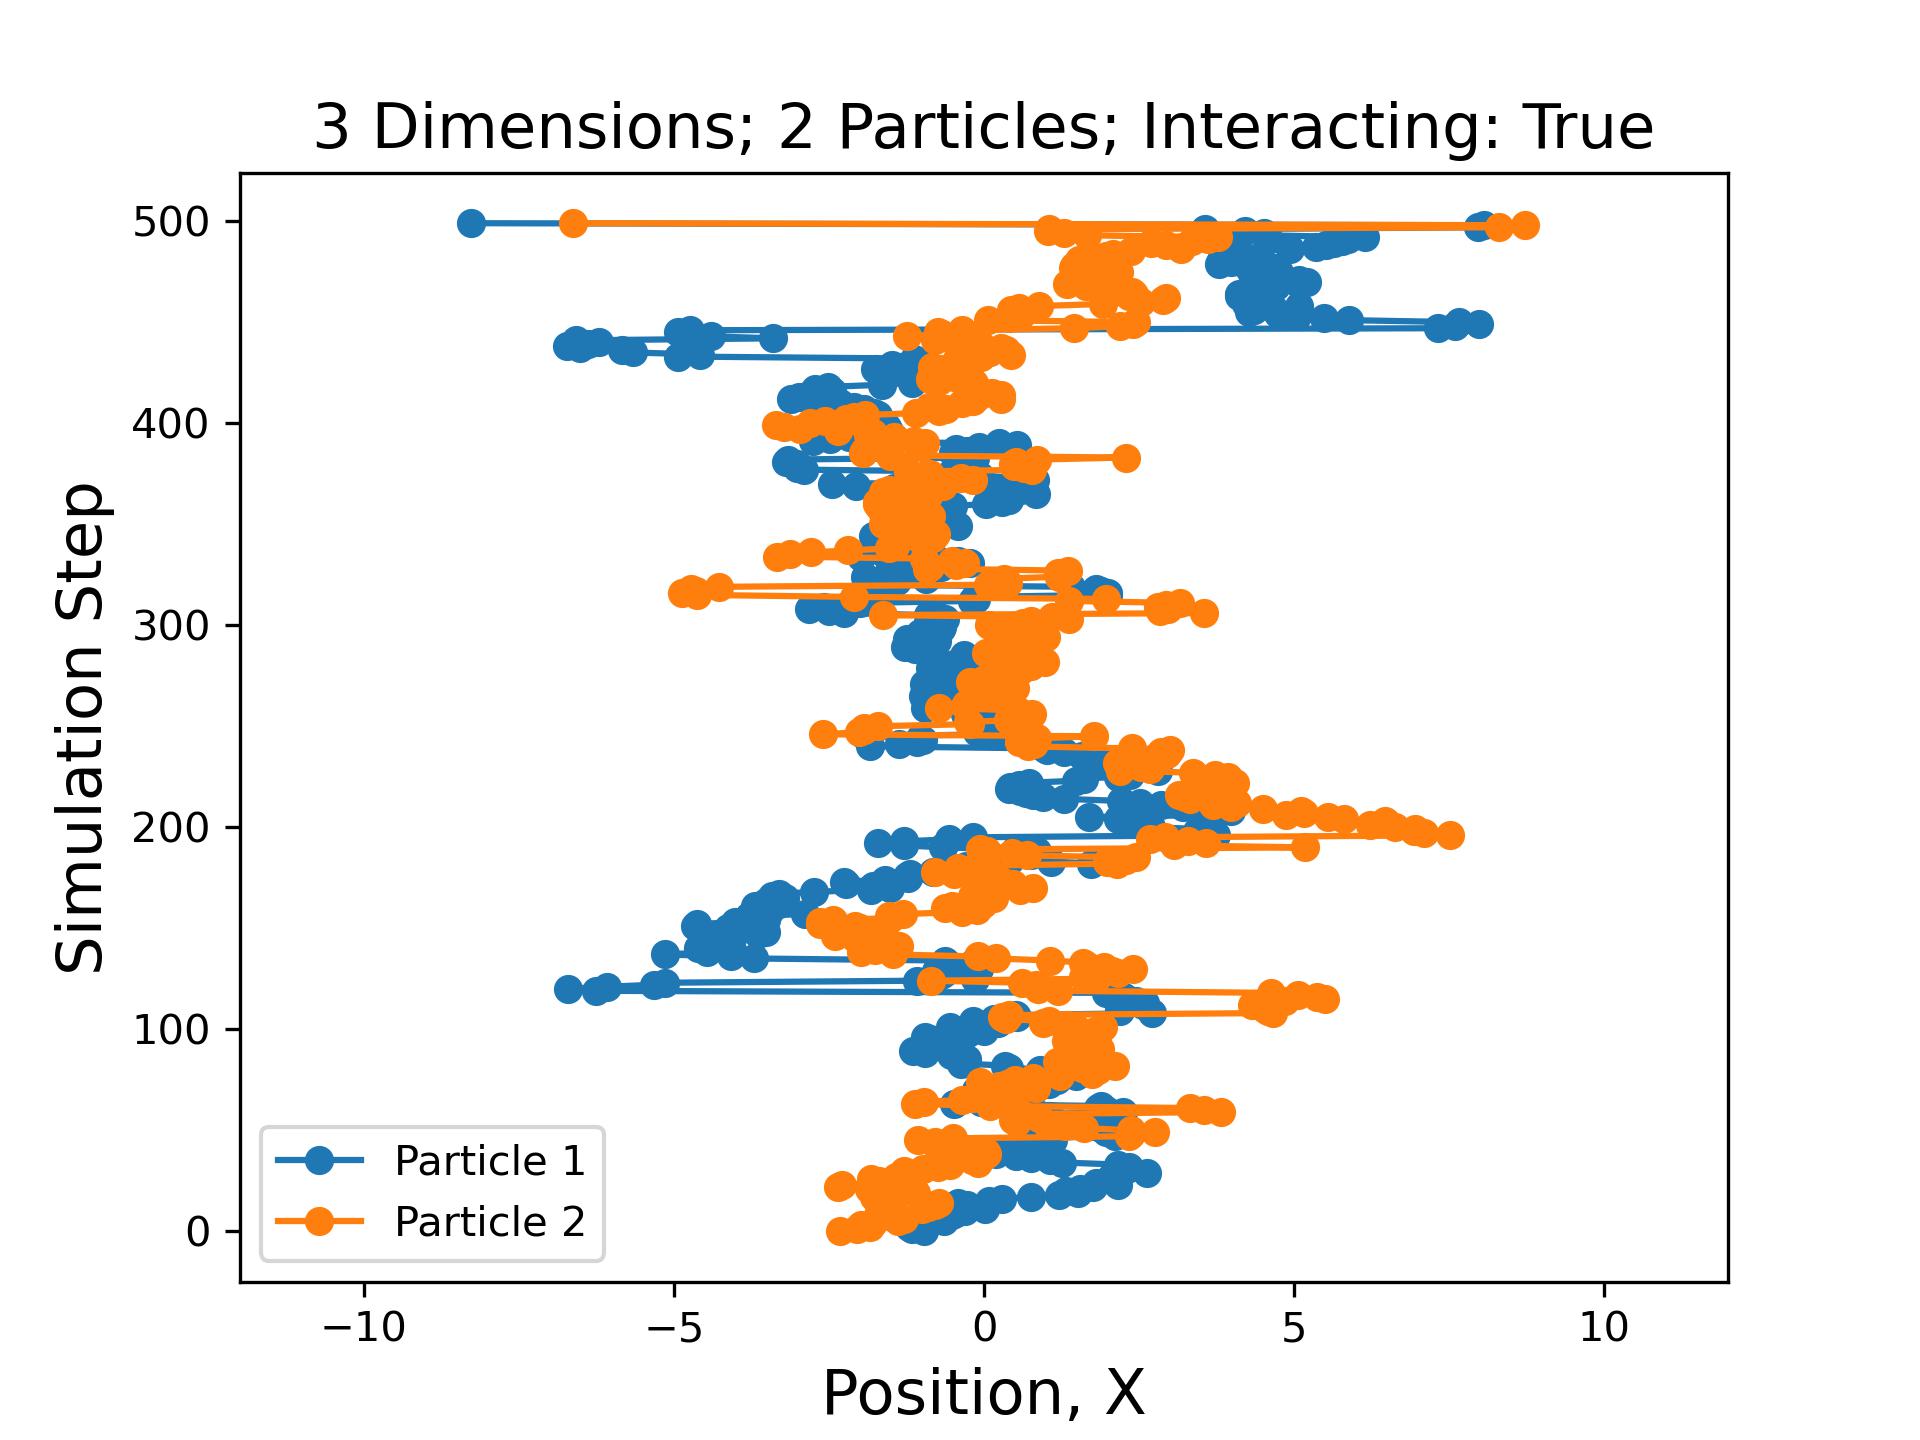 3 Dimensions; 2 Particles; Interacting: True
Simulation Step
500
400
300
200
100
0
Particle 1
Particle 2
−10
−5
0
5
10
Position, X